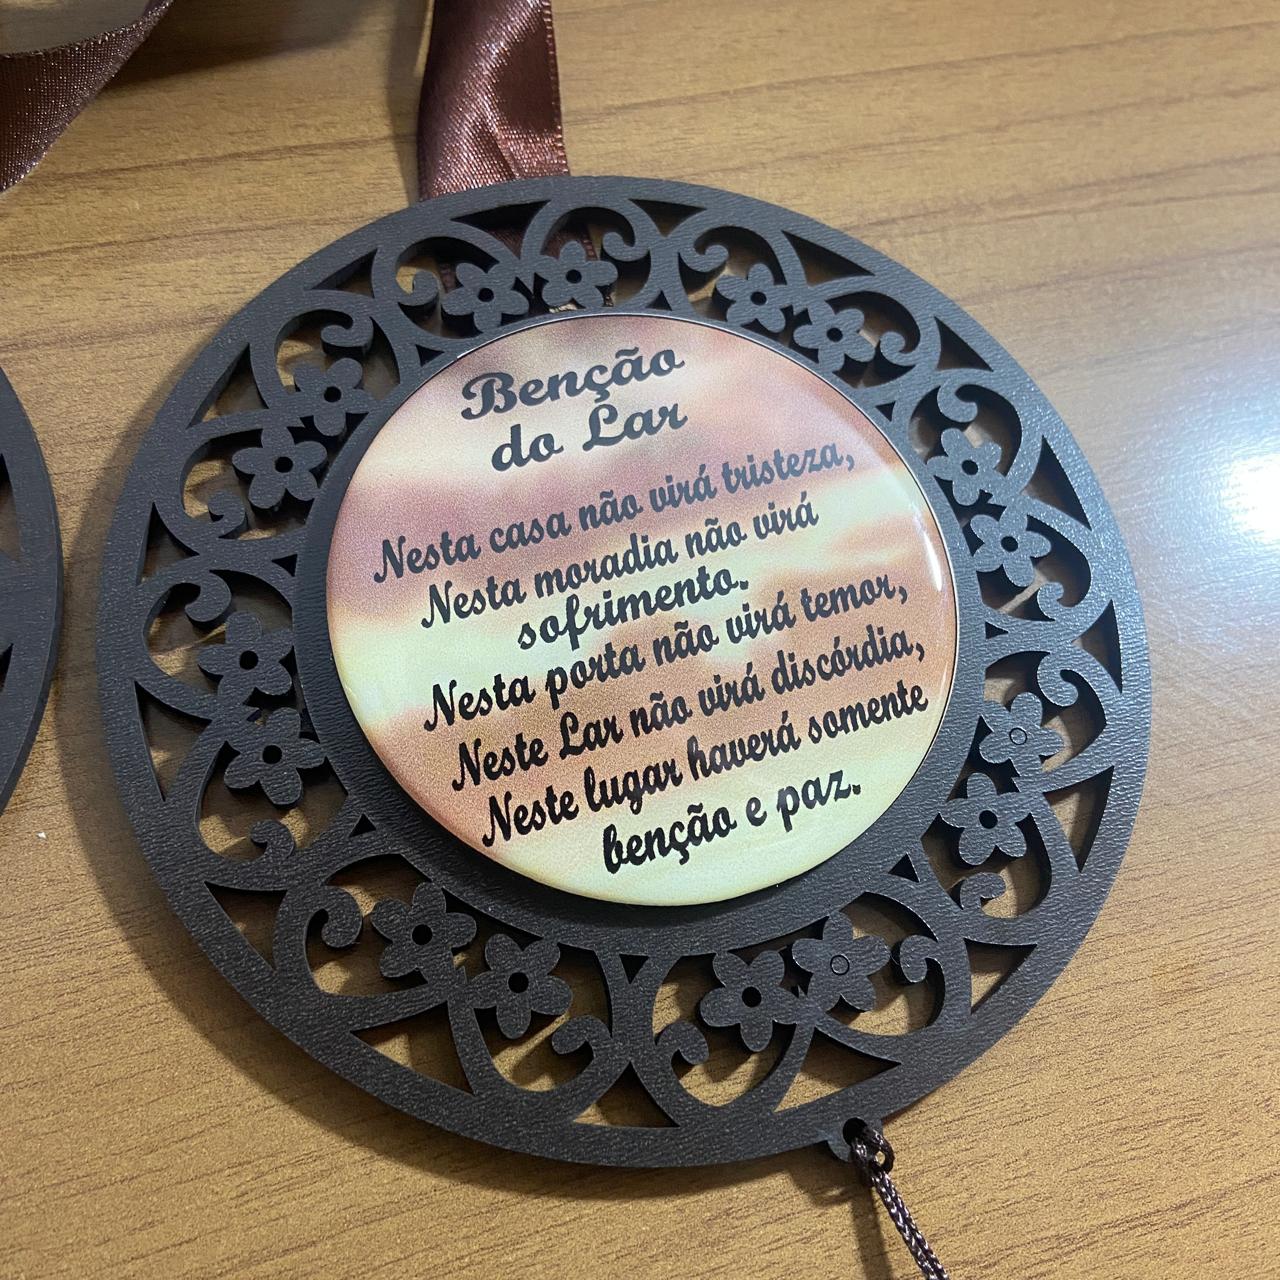 Benção
do Lar
Nesta casa não virá tristeza,
Nesta moradia não virá
sofrimento.
Nesta porta não virá temor,
Neste Lar não virá discórdia,
Neste lugar haverá somente
benção e paz.